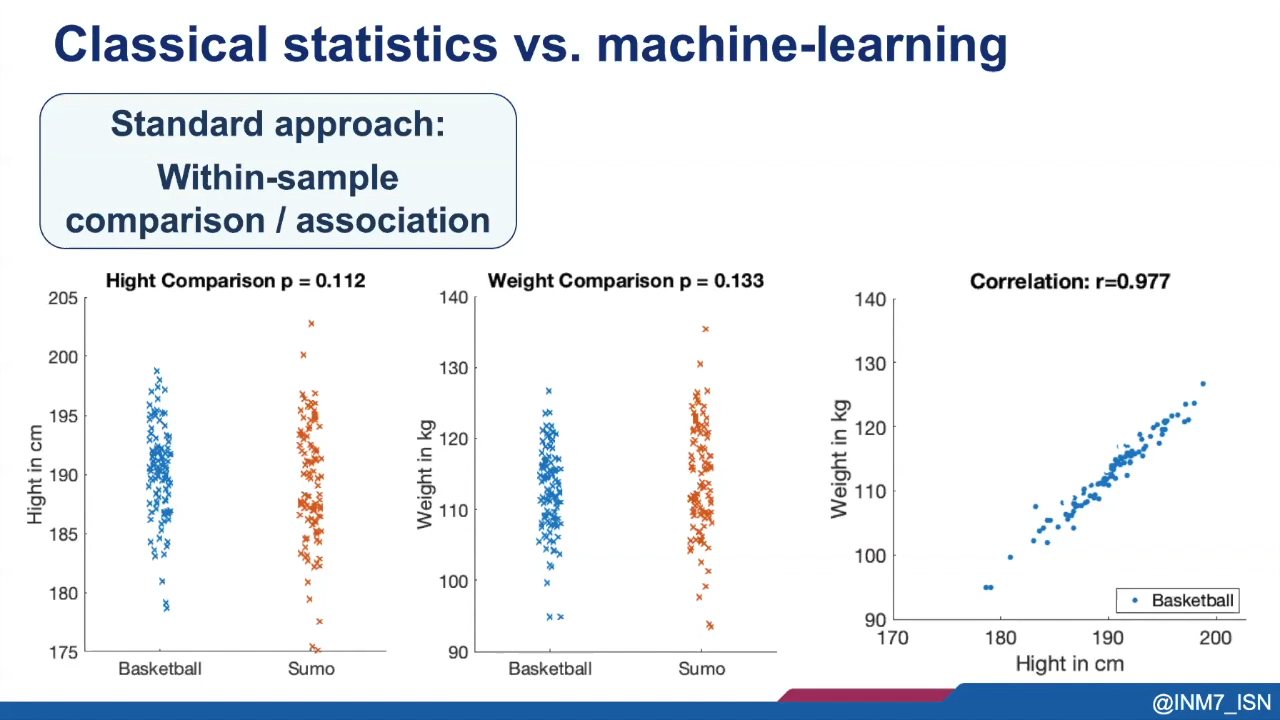 Classical statistics vs. machine-learning
Standard approach:
Within-sample
comparison / association
Hight Comparison p = 0.112
205
200
195
190
185
180
175
Hight in cm
Basketball
Sumo
Weight Comparison p = 0.133
140
130
120
110
100
90
Weight in kg
Basketball
Sumo
Correlation: r=0.977
140
130
120
110
100
90
Weight in kg
170
180
190
200
Hight in cm
Basketball
@INM7_ISN